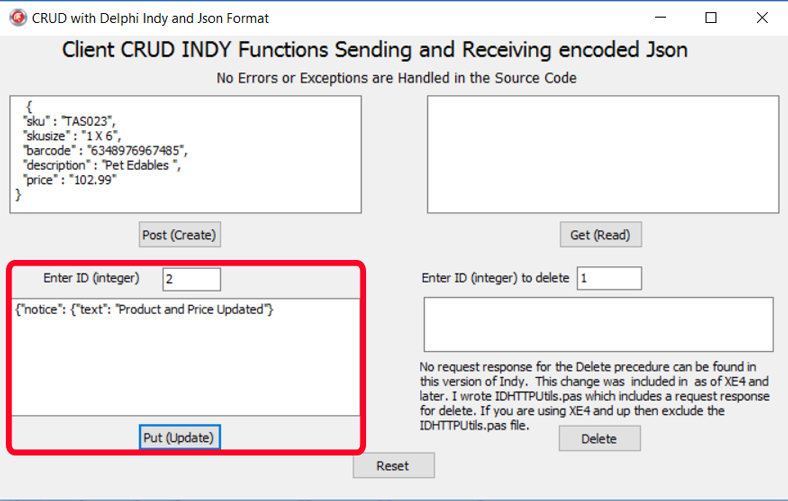 CRUD with Delphi Indy and Json Format
Client CRUD INDY Functions Sending and Receiving encoded Json
No Errors or Exceptions are Handled in the Source Code
{
"sku" : "TAS023",
"skusize" : "1 X 6",
"barcode" : "6348976967485",
"description" : "Pet Edables ",
"price" : "102.99"
}
Post (Create)
Get (Read)
Enter ID (integer) 2
{"notice": {"text": "Product and Price Updated"}
Put (Update)
Enter ID (integer) to delete 1
No request response for the Delete precedure can be found in
this version of Indy.  This change was  included in  as of XE4 and
later. I wrote IDHTTPUtils.pas which includes a request response
for delete. If you are using XE4 and up then exclude the
IDHTTPUtils.pas file.
Delete
Reset